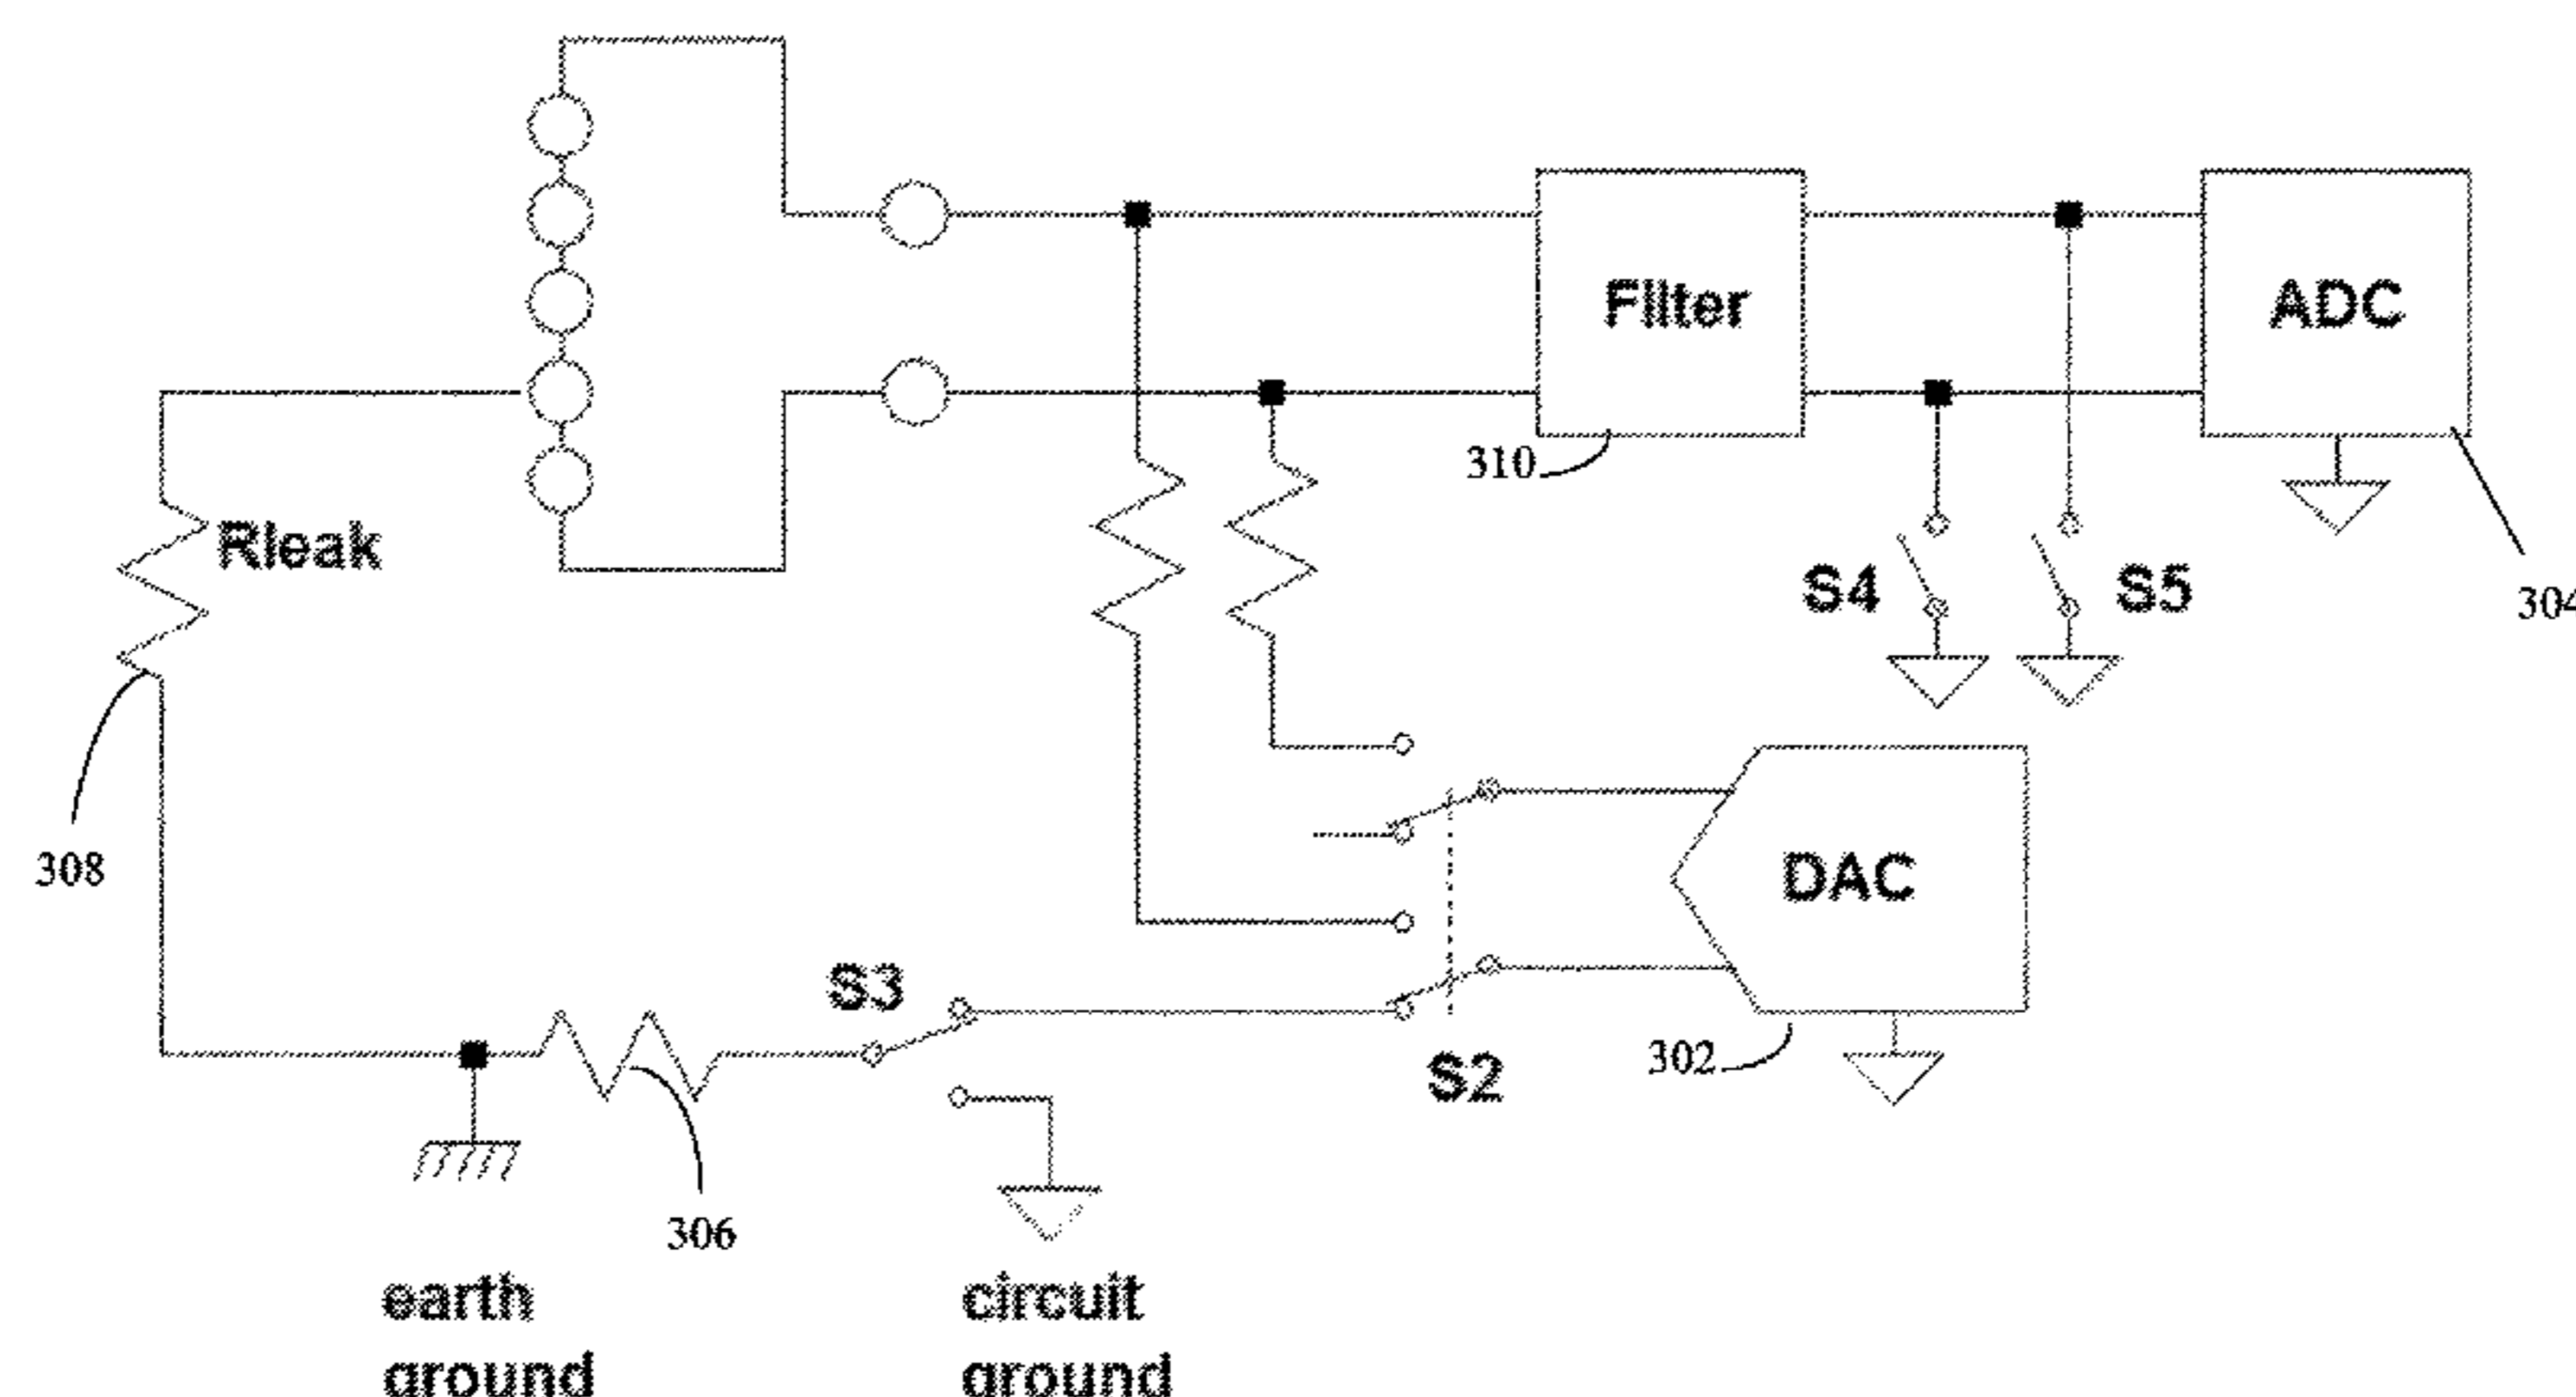 Filter
ADC
310
Rleak
S4
S5
304
308
DAC
S3
S2
302
306
earth
ground
circuit
ground